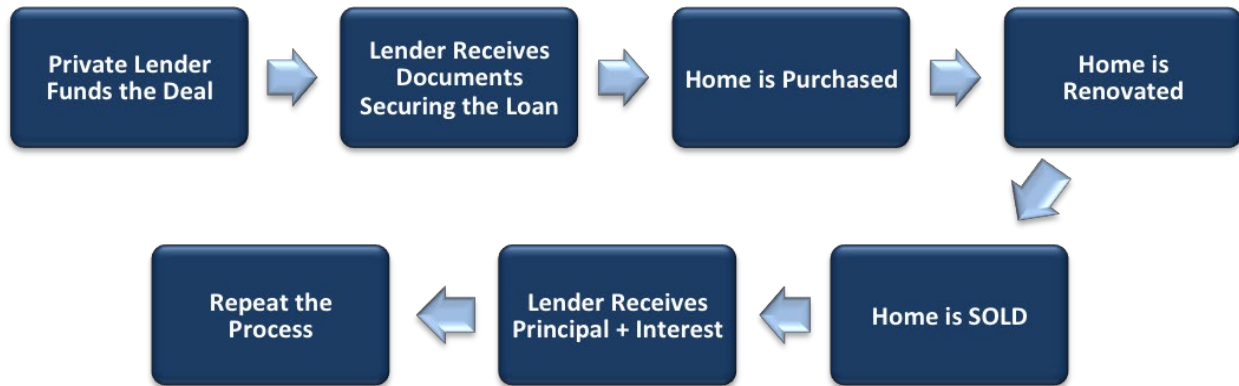 Private Lender
Funds the Deal
Lender Receives
Documents
Securing the Loan
Home is Purchased
Home is
Renovated
Home is SOLD
Lender Receives
Principal + Interest
Repeat the
Process